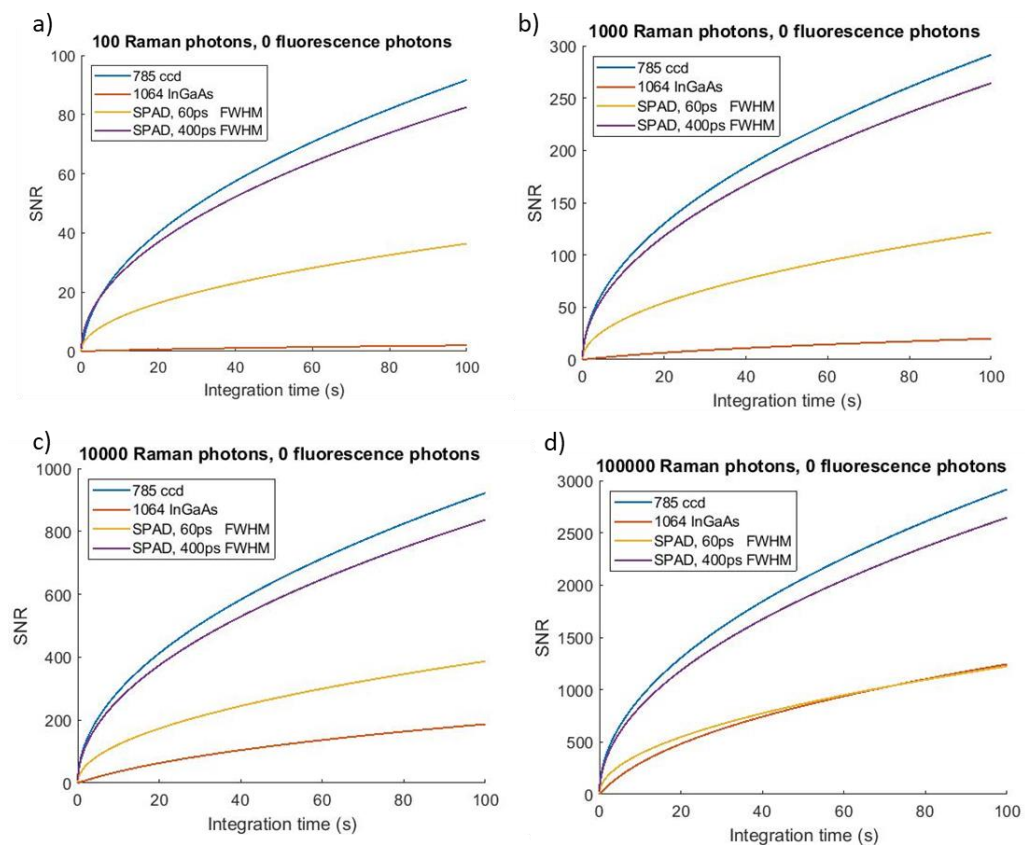 a)
100 Raman photons, 0 fluorescence photons
100
80
60
40
20
0
SNR
785 ccd
1064 InGaAs
SPAD, 60ps FWHM
SPAD, 400ps FWHM
0 20 40 60 80 100
Integration time (s)
b)
1000 Raman photons, 0 fluorescence photons
300
250
200
150
100
50
0
SNR
785 ccd
1064 InGaAs
SPAD, 60ps FWHM
SPAD, 400ps FWHM
0 20 40 60 80 100
Integration time (s)
c)
10000 Raman photons, 0 fluorescence photons
1000
800
600
400
200
0
SNR
785 ccd
1064 InGaAs
SPAD, 60ps FWHM
SPAD, 400ps FWHM
0 20 40 60 80 100
Integration time (s)
d)
100000 Raman photons, 0 fluorescence photons
3000
2500
2000
1500
1000
500
0
SNR
785 ccd
1064 InGaAs
SPAD, 60ps FWHM
SPAD, 400ps FWHM
0 20 40 60 80 100
Integration time (s)